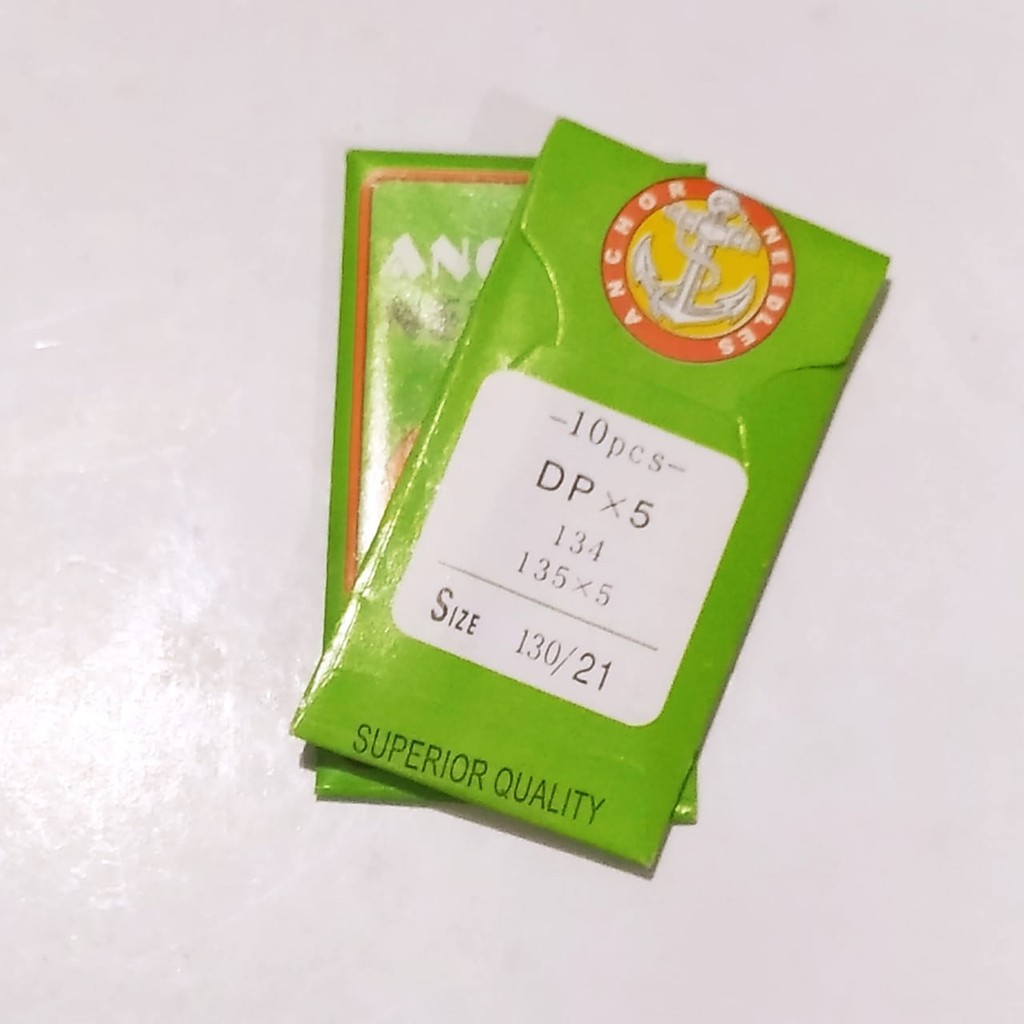 ANCHOR NEEDLES
-10pcs-
DP×5
134
135×5
SIZE 130/21
SUPERIOR QUALITY
ANC